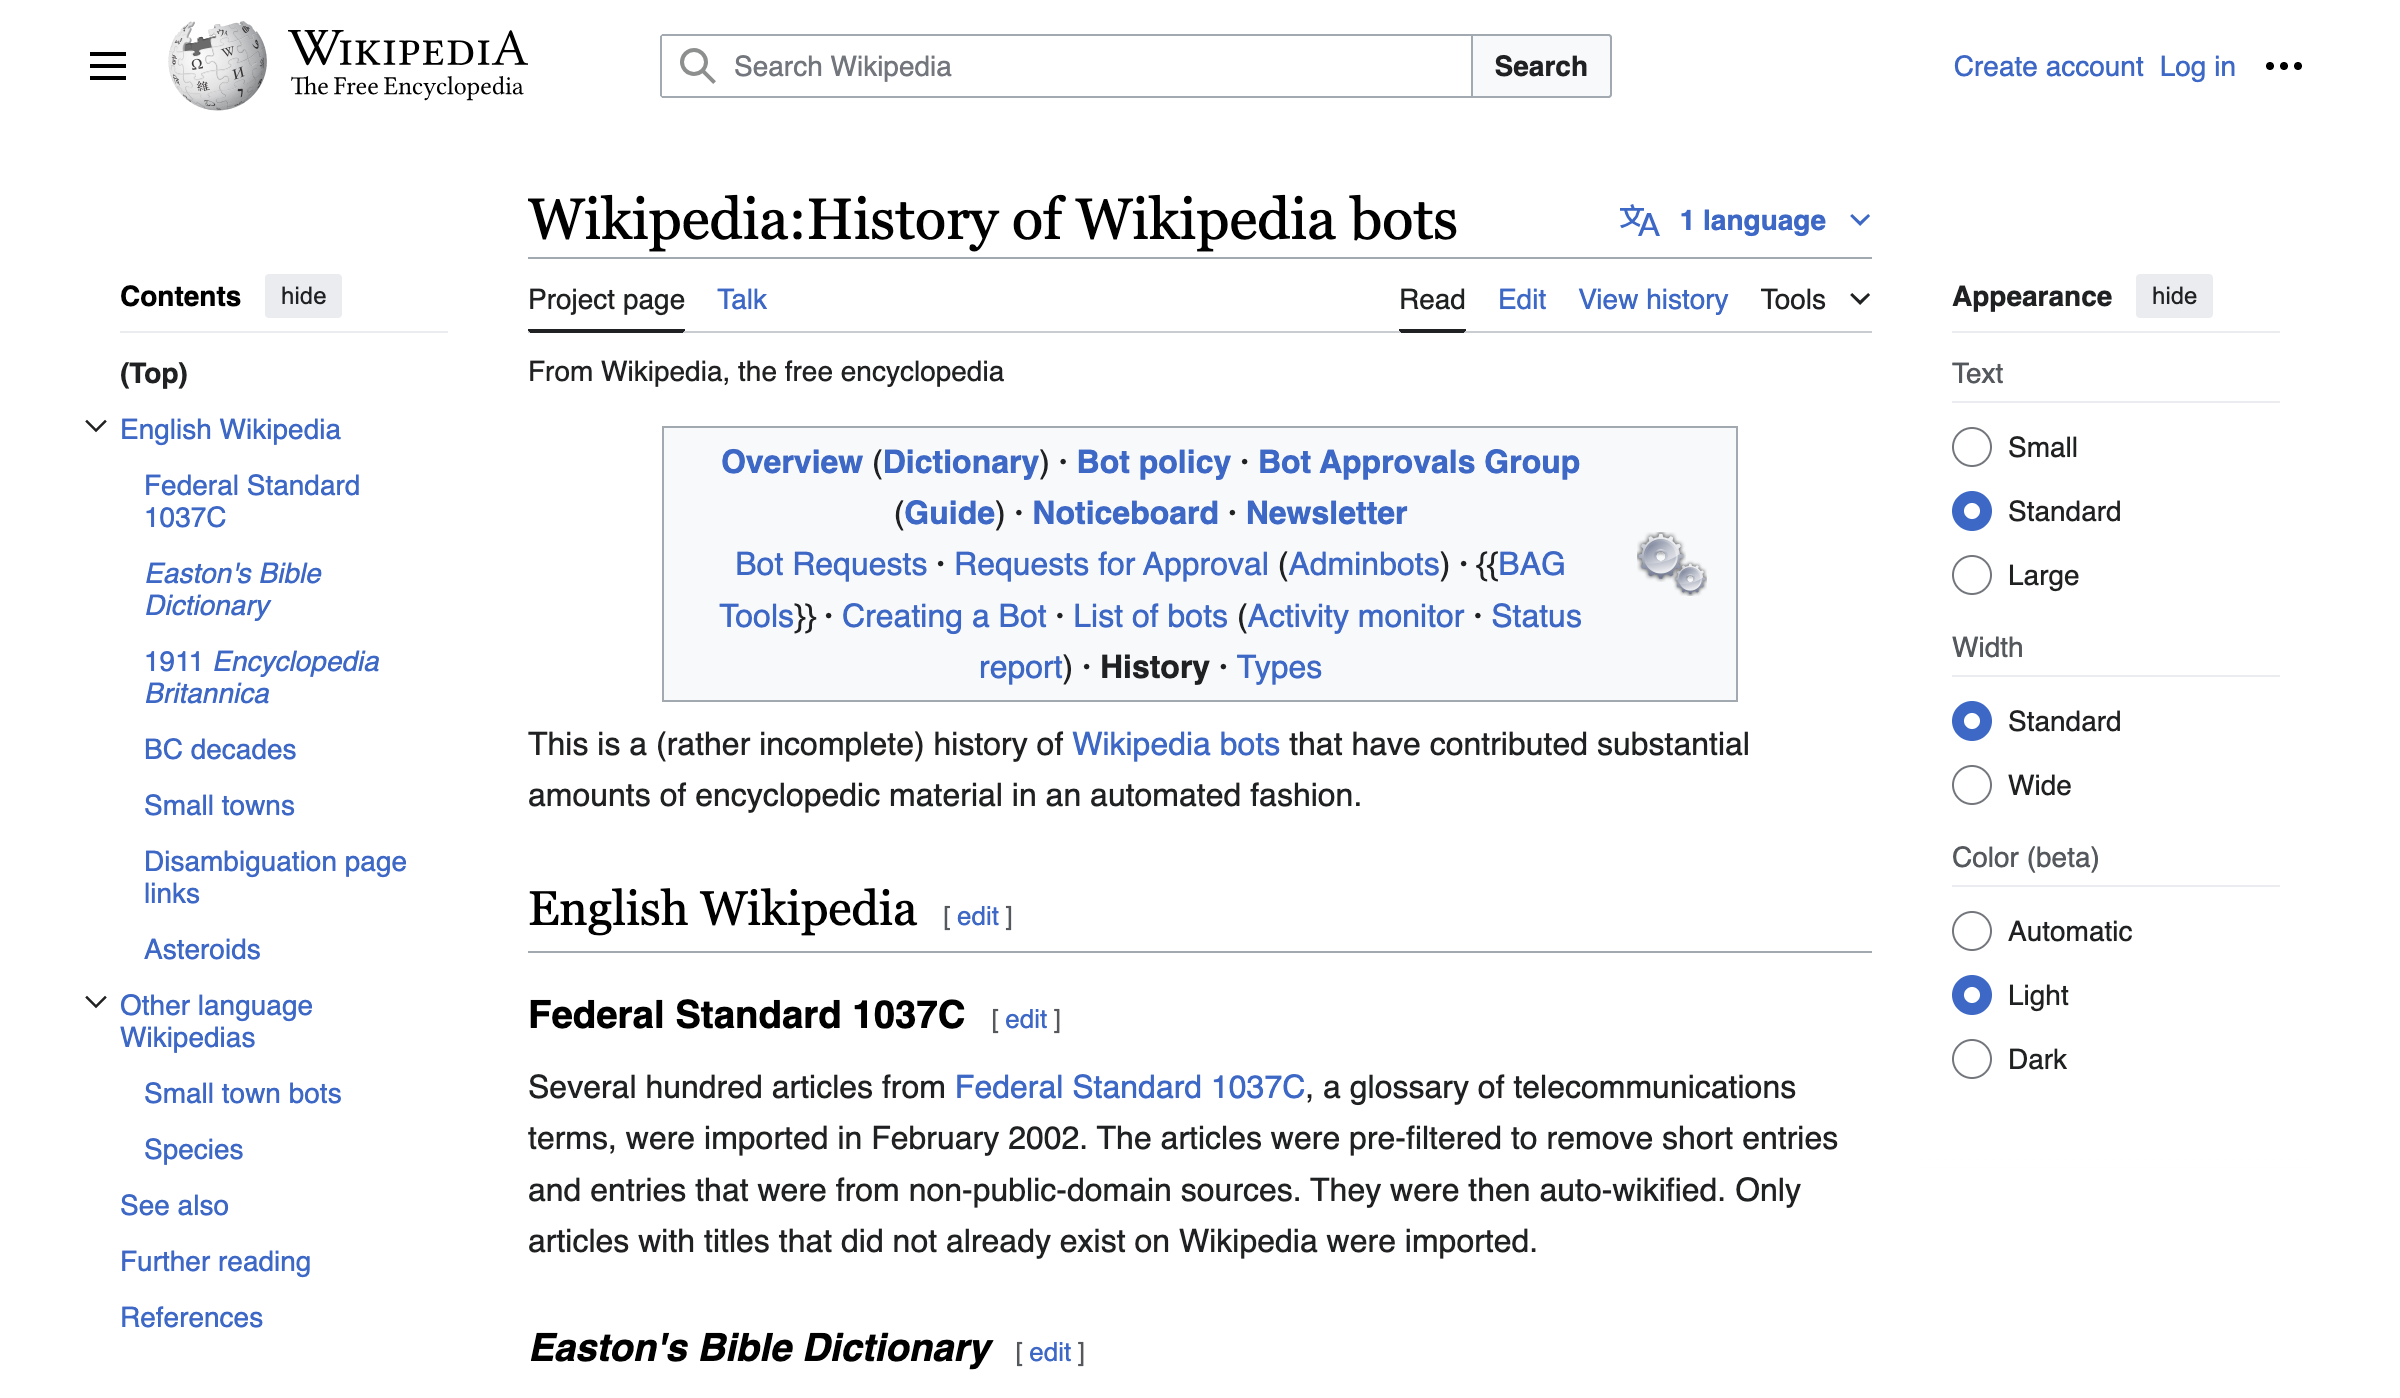 WIKIPEDIA
The Free Encyclopedia
Search Wikipedia
Search
Create account Log in
Contents hide
(Top)
English Wikipedia
Federal Standard
1037C
Easton's Bible
Dictionary
1911 Encyclopedia
Britannica
BC decades
Small towns
Disambiguation page
links
Asteroids
Other language
Wikipedias
Small town bots
Species
See also
Further reading
References
Wikipedia:History of Wikipedia bots
1 language
Project page Talk
Read Edit View history Tools
From Wikipedia, the free encyclopedia
Overview (Dictionary) · Bot policy · Bot Approvals Group
(Guide) · Noticeboard · Newsletter
Bot Requests · Requests for Approval (Adminbots) · {{BAG
Tools}} · Creating a Bot · List of bots (Activity monitor · Status
report) · History · Types
This is a (rather incomplete) history of Wikipedia bots that have contributed substantial
amounts of encyclopedic material in an automated fashion.
English Wikipedia [ edit ]
Federal Standard 1037C [ edit ]
Several hundred articles from Federal Standard 1037C, a glossary of telecommunications
terms, were imported in February 2002. The articles were pre-filtered to remove short entries
and entries that were from non-public-domain sources. They were then auto-wikified. Only
articles with titles that did not already exist on Wikipedia were imported.
Easton's Bible Dictionary [ edit ]
Appearance hide
Text
Small
Standard
Large
Width
Standard
Wide
Color (beta)
Automatic
Light
Dark